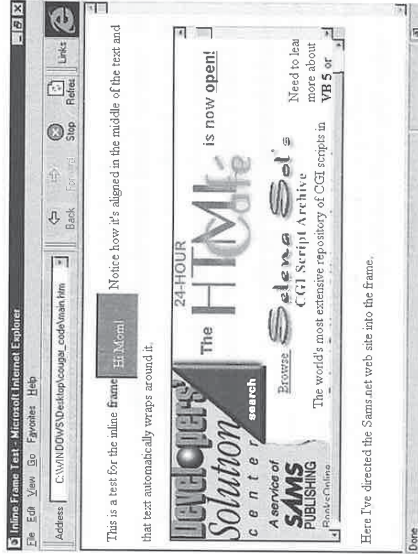 Inline Frame Test - Microsoft Internet Explorer
File Edit View Go Favorites Help
Address C:\WINDOWS\Desktop\cougar_code\main.htm
Back Forward Stop Refres Links
This is a test for the inline frame Hi Mom! Notice how it's aligned in the middle of the text and
that text automatically wraps around it.
Developers'
Solution
center
search
A service of
SAMS
PUBLISHING
BooksOnline
24-HOUR
The HTML Café is now open!
Browse Selena Sol's
CGI Script Archive
The world's most extensive repository of CGI scripts in
Need to lear
more about
VB 5 or
Here I've directed the Sams.net web site into the frame.
Done